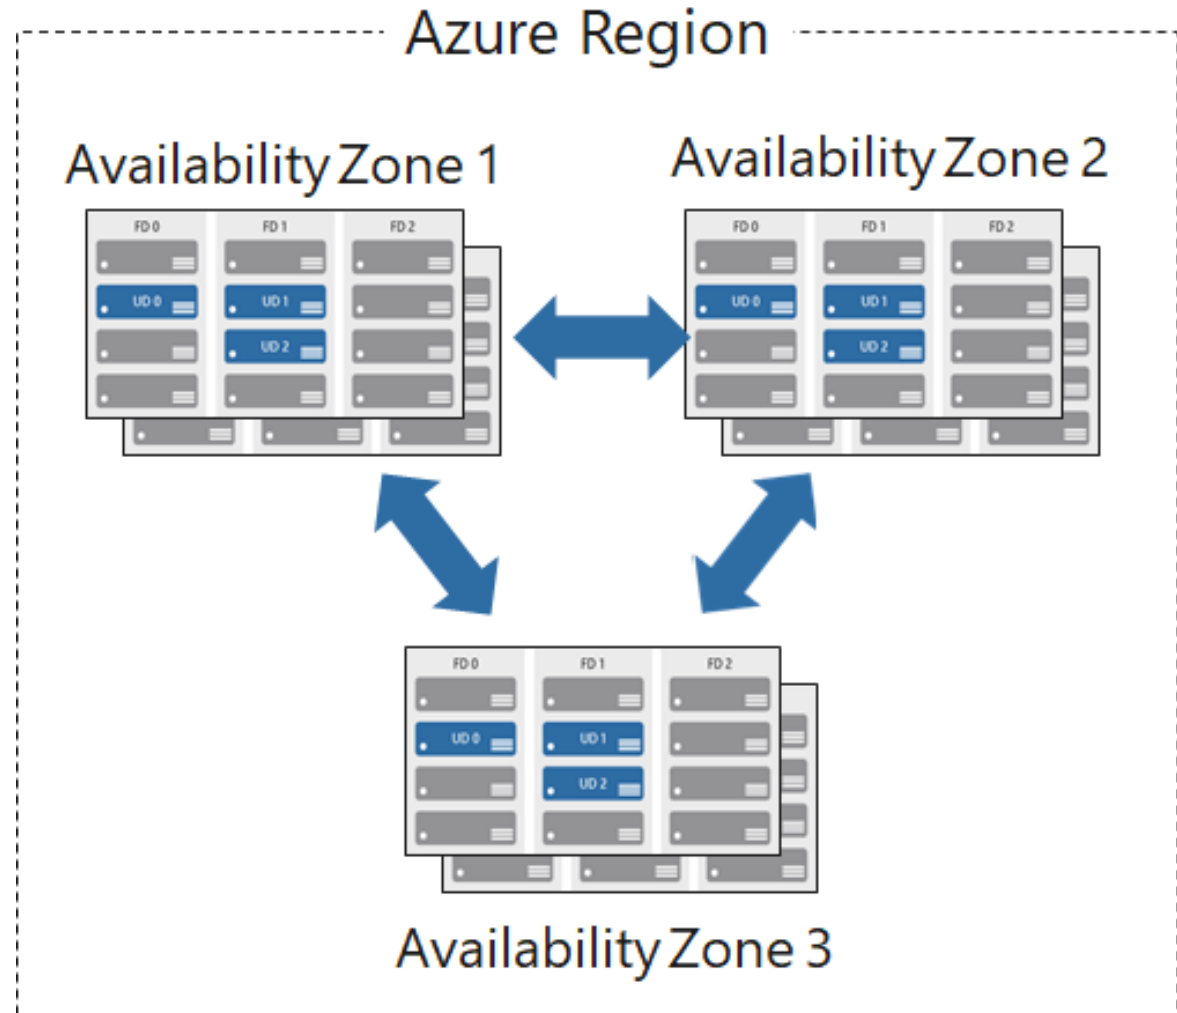 Azure Region
Availability Zone 1
Availability Zone 2
FD 0 FD 1 FD 2
UD 0 UD 1
UD 2
FD 0 FD 1 FD 2
UD 0 UD 1
UD 2
FD 0 FD 1 FD 2
UD 0 UD 1
UD 2
Availability Zone 3